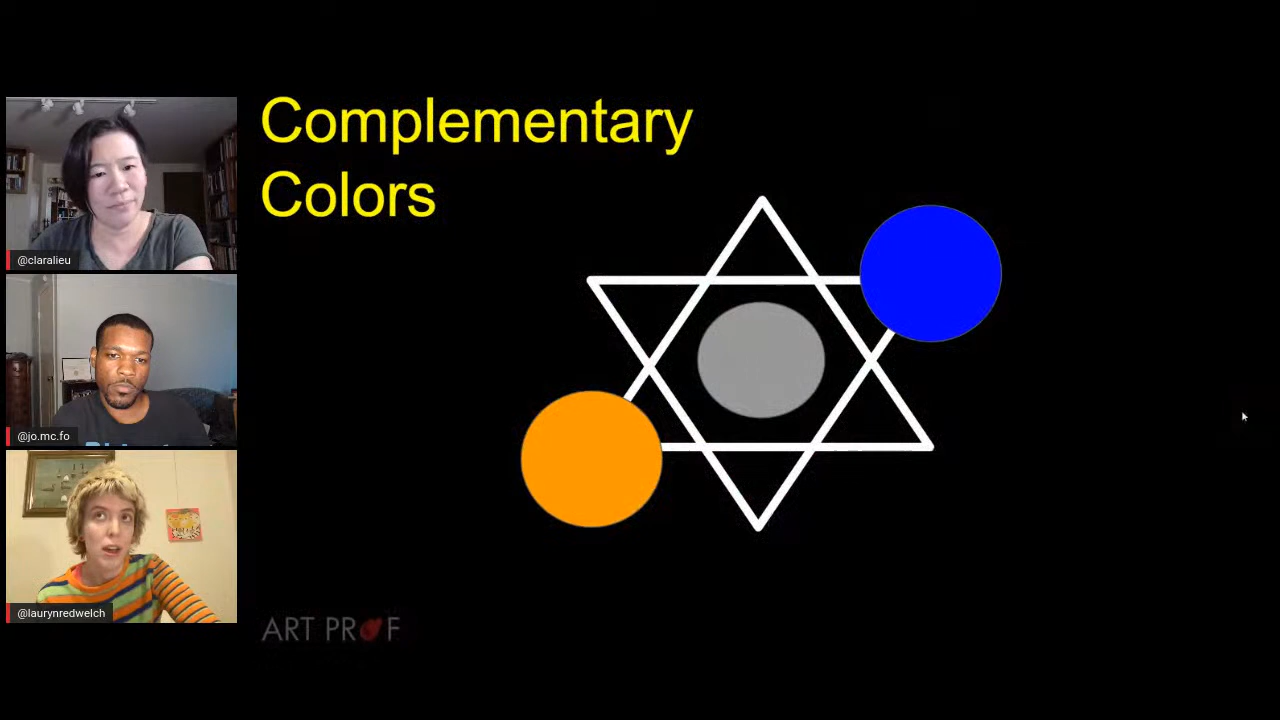 Complementary
Colors
@claralieu
@jo.mc.fo
@laurynredwelch
ART PROF